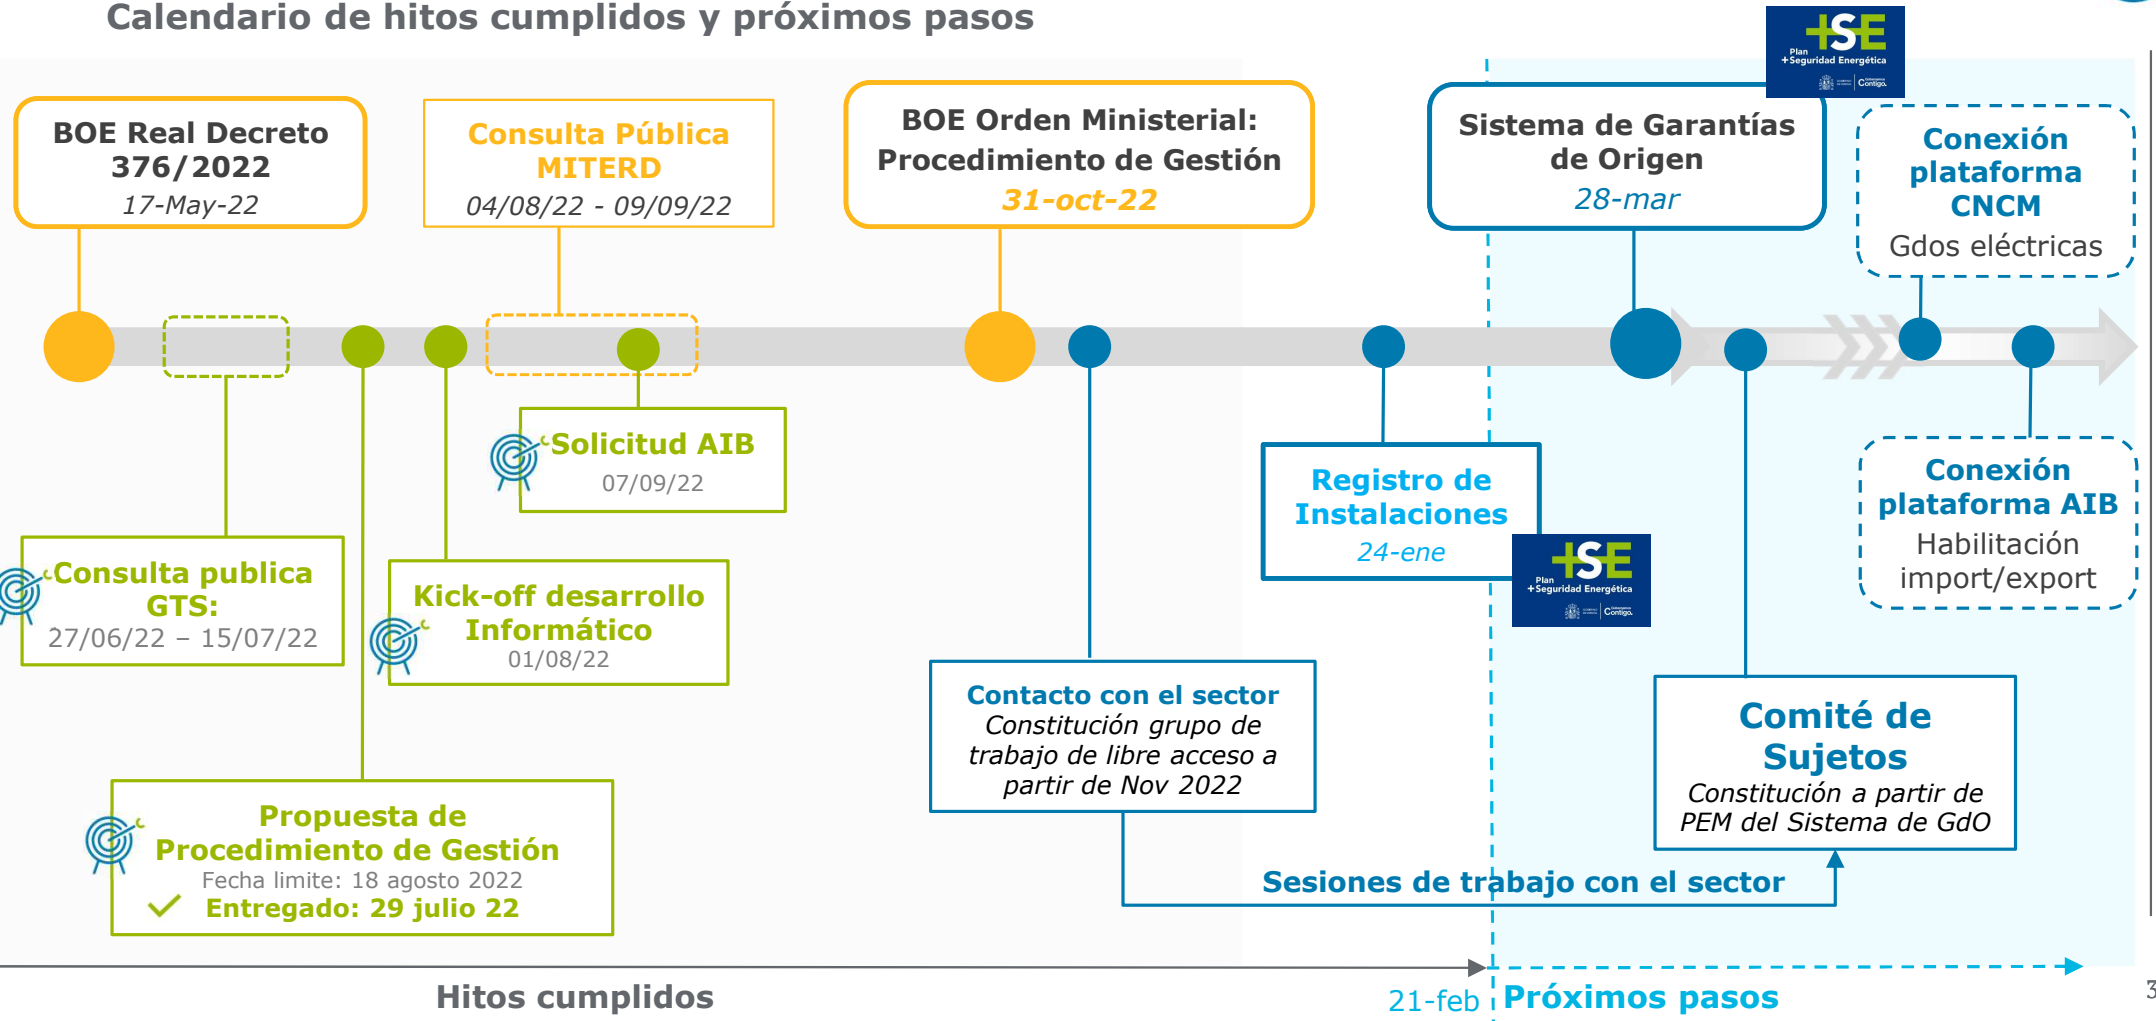 Calendario de hitos cumplidos y próximos pasos
BOE Real Decreto
376/2022
17-May-22
Consulta Pública
MITERD
04/08/22 - 09/09/22
BOE Orden Ministerial:
Procedimiento de Gestión
31-oct-22
Sistema de Garantías
de Origen
28-mar
+SE
Plan
+Seguridad Energética
Contigo.
Conexión
plataforma
CNCM
Gdos eléctricas
Solicitud AIB
07/09/22
Consulta publica
GTS:
27/06/22 – 15/07/22
Kick-off desarrollo
Informático
01/08/22
Registro de
Instalaciones
24-ene
+SE
Plan
+Seguridad Energética
Contigo.
Conexión
plataforma AIB
Habilitación
import/export
Contacto con el sector
Constitución grupo de
trabajo de libre acceso a
partir de Nov 2022
Comité de
Sujetos
Constitución a partir de
PEM del Sistema de GdO
Propuesta de
Procedimiento de Gestión
Fecha limite: 18 agosto 2022
Entregado: 29 julio 22
Sesiones de trabajo con el sector
Hitos cumplidos
21-feb
Próximos pasos
3